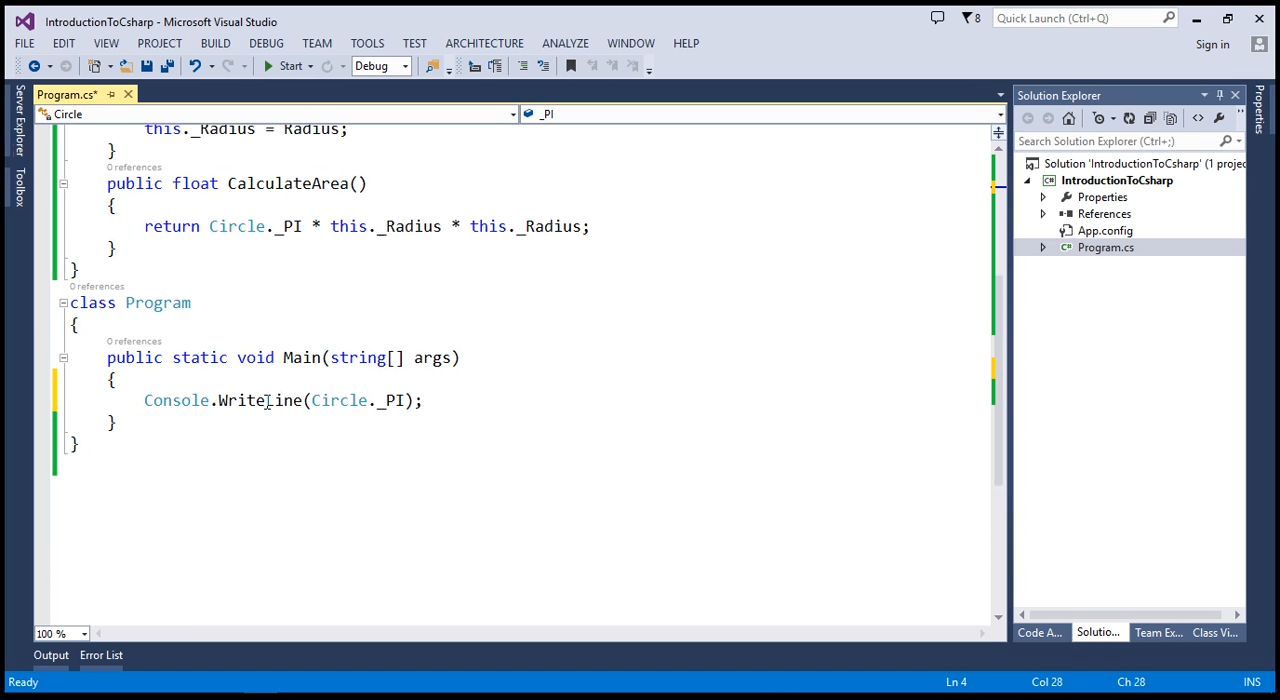 IntroductionToCsharp - Microsoft Visual Studio
8
Quick Launch (Ctrl+Q)
FILE EDIT VIEW PROJECT BUILD DEBUG TEAM TOOLS TEST ARCHITECTURE ANALYZE WINDOW HELP
Sign in
Start Debug
Server Explorer
Toolbox
Program.cs*
Circle _PI
this._Radius = Radius;
}
0 references
public float CalculateArea()
{
return Circle._PI * this._Radius * this._Radius;
}
}
0 references
class Program
{
0 references
public static void Main(string[] args)
{
Console.WriteLine(Circle._PI);
}
}
100 %
Solution Explorer
Search Solution Explorer (Ctrl+;)
Solution 'IntroductionToCsharp' (1 projec
C# IntroductionToCsharp
Properties
References
App.config
C# Program.cs
Code A... Solutio... Team Ex... Class Vi...
Properties
Output Error List
Ready Ln 4 Col 28 Ch 28 INS